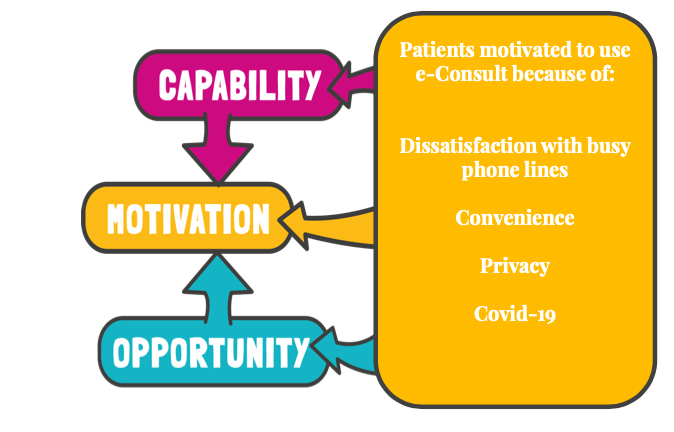 CAPABILITY
MOTIVATION
OPPORTUNITY
Patients motivated to use
e-Consult because of:
Dissatisfaction with busy
phone lines
Convenience
Privacy
Covid-19